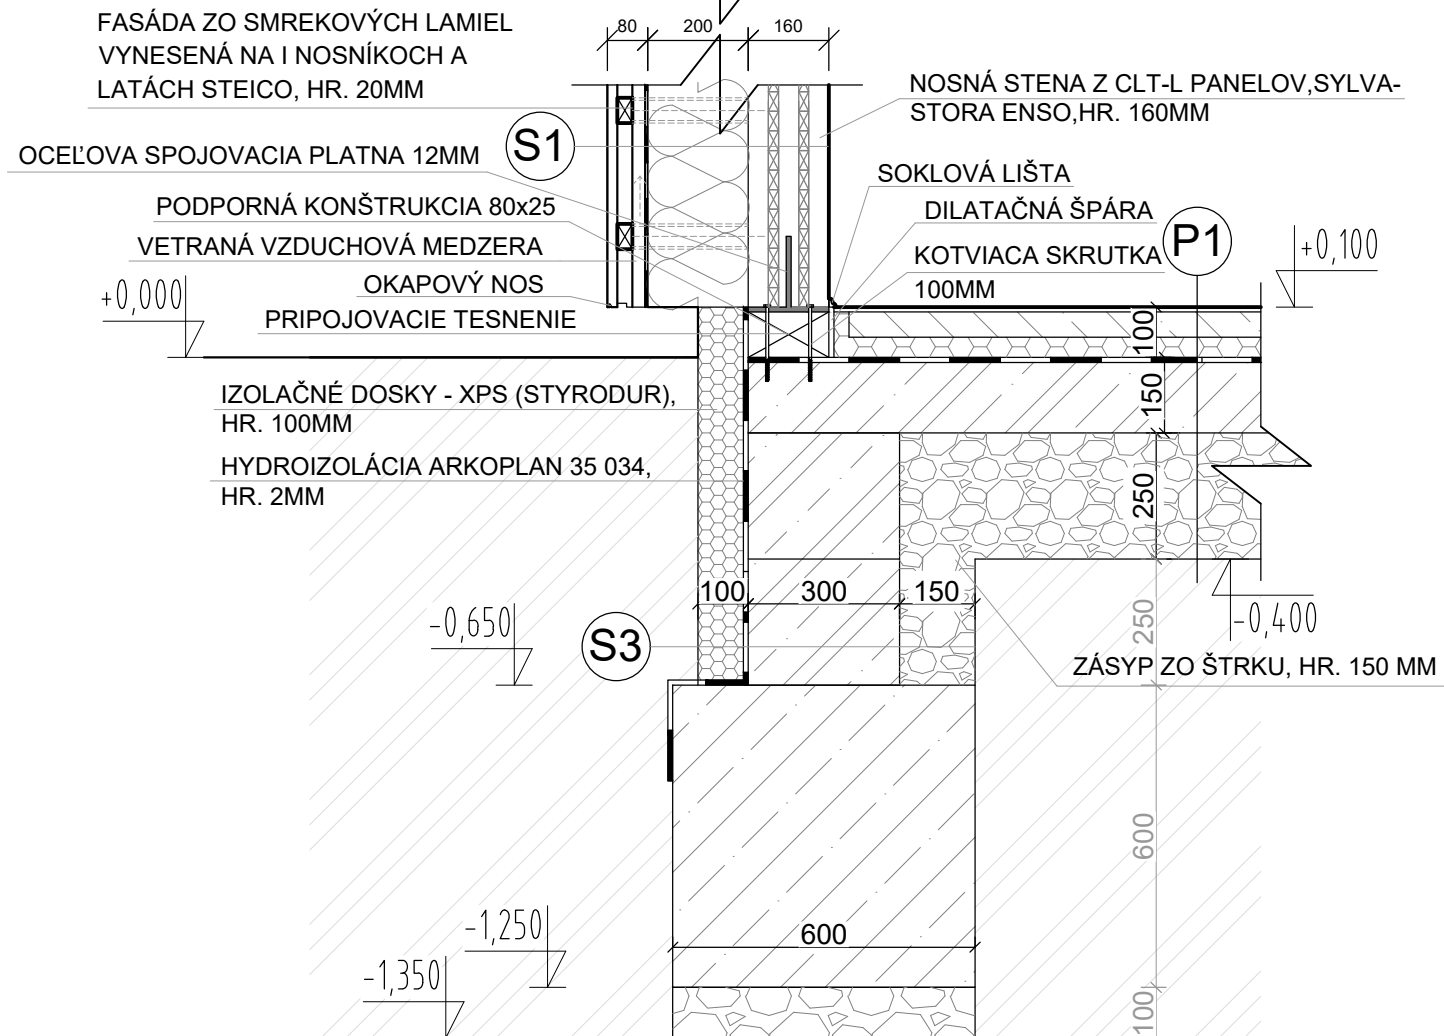 80
200
160
FASÁDA ZO SMREKOVÝCH LAMIEL
VYNESENÁ NA I NOSNÍKOCH A
LATÁCH STEICO, HR. 20MM
NOSNÁ STENA Z CLT-L PANELOV,SYLVA-
STORA ENSO,HR. 160MM
S1
OCEĽOVA SPOJOVACIA PLATNA 12MM
SOKLOVÁ LIŠTA
PODPORNÁ KONŠTRUKCIA 80x25
DILATAČNÁ ŠPÁRA
P1
VETRANÁ VZDUCHOVÁ MEDZERA
KOTVIACA SKRUTKA
100MM
+0,100
OKAPOVÝ NOS
+0,000
PRIPOJOVACIE TESNENIE
100
IZOLAČNÉ DOSKY - XPS (STYRODUR),
HR. 100MM
150
HYDROIZOLÁCIA ARKOPLAN 35 034,
HR. 2MM
250
100
300
150
-0,650
250
-0,400
S3
ZÁSYP ZO ŠTRKU, HR. 150 MM
600
600
-1,250
-1,350
100